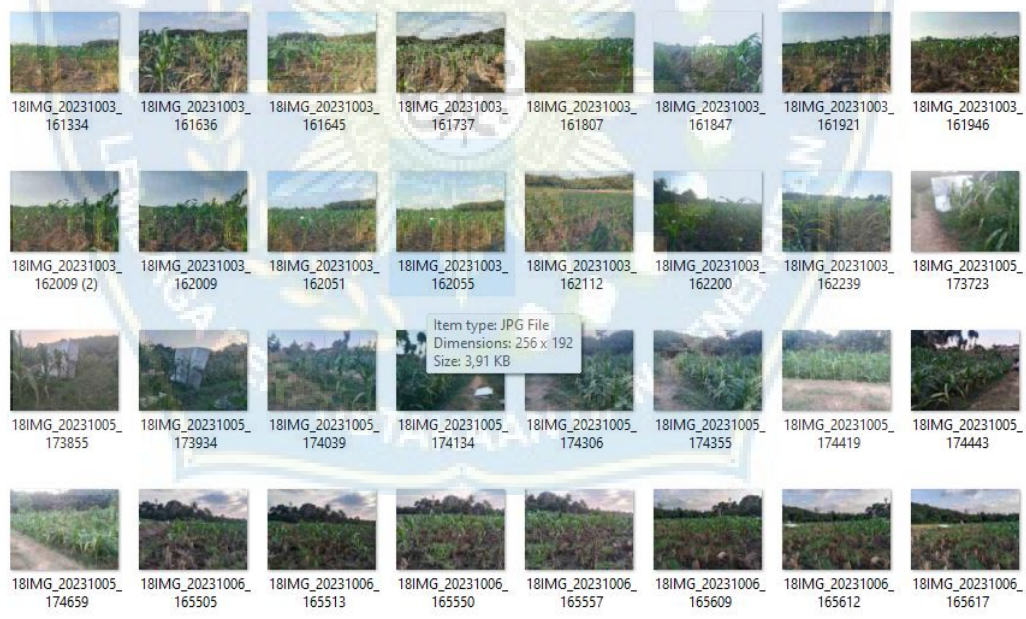 18IMG_20231003_ 18IMG_20231003_ 18IMG_20231003_ 18IMG_20231003_ 18IMG_20231003_ 18IMG_20231003_ 18IMG_20231003_ 18IMG_20231003_
161334 161636 161645 161737 161807 161847 161921 161946
18IMG_20231003_ 18IMG_20231003_ 18IMG_20231003_ 18IMG_20231003_ 18IMG_20231003_ 18IMG_20231003_ 18IMG_20231003_ 18IMG_20231005_
162009 (2) 162009 162051 162055 162112 162200 162239 173723
Item type: JPG File
Dimensions: 256 x 192
Size: 3,91 KB
18IMG_20231005_ 18IMG_20231005_ 18IMG_20231005_ 18IMG_20231005_ 18IMG_20231005_ 18IMG_20231005_ 18IMG_20231005_ 18IMG_20231005_
173855 173934 174039 174134 174306 174355 174419 174443
18IMG_20231005_ 18IMG_20231006_ 18IMG_20231006_ 18IMG_20231006_ 18IMG_20231006_ 18IMG_20231006_ 18IMG_20231006_ 18IMG_20231006_
174659 165505 165513 165550 165557 165609 165612 165617